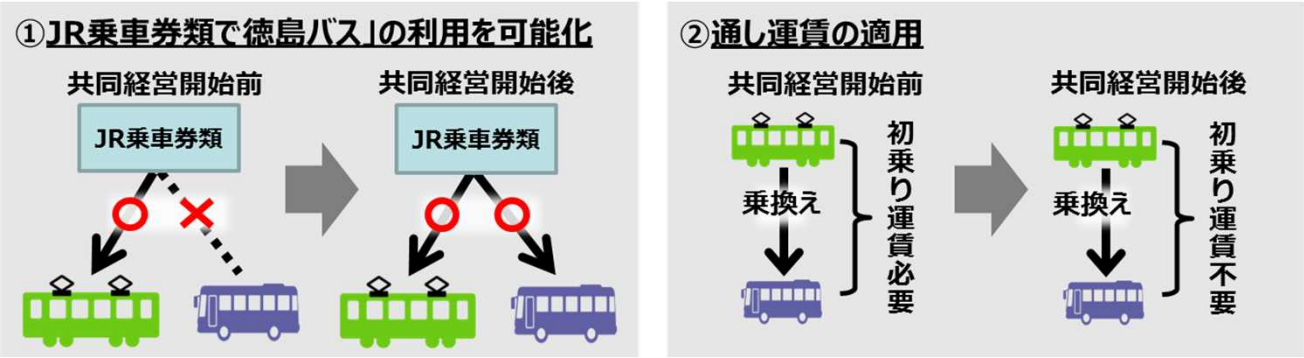 ①JR乗車券類で徳島バス」の利用を可能化
共同経営開始前
共同経営開始後
JR乗車券類
JR乗車券類
②通し運賃の適用
共同経営開始前
共同経営開始後
乗換え
初乗り運賃必要
乗換え
初乗り運賃不要